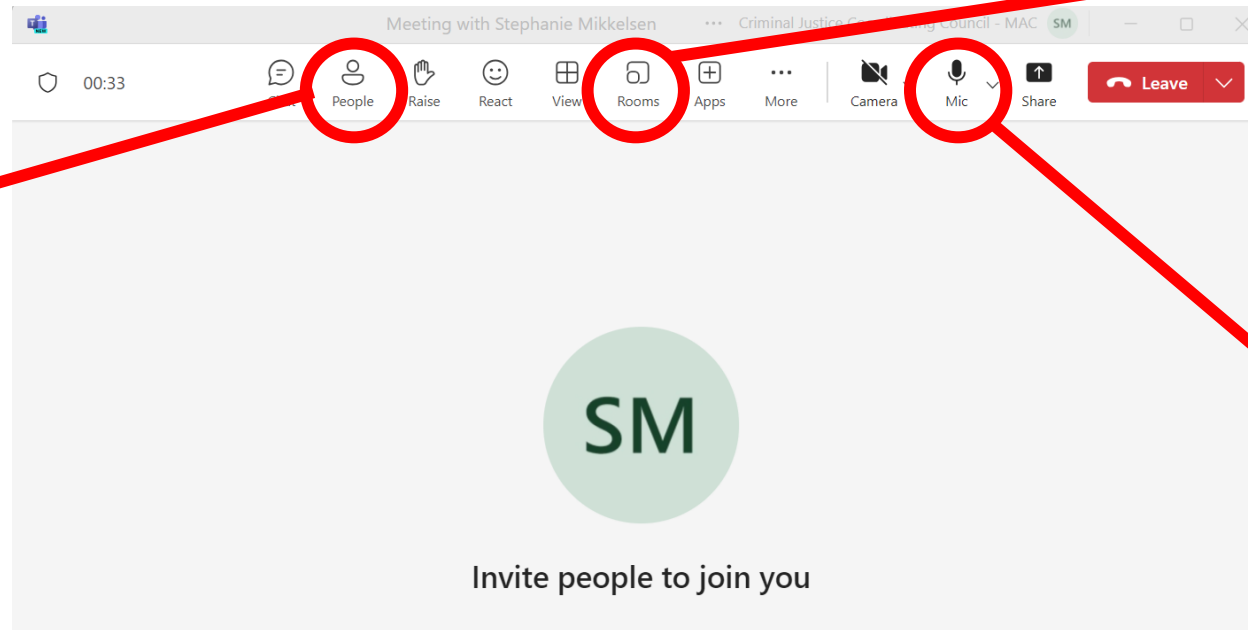 Meeting with Stephanie Mikkelsen ••• Criminal Justice Council - MAC SM
00:33
People Raise React View Rooms Apps More Camera Mic Share Leave
SM
Invite people to join you